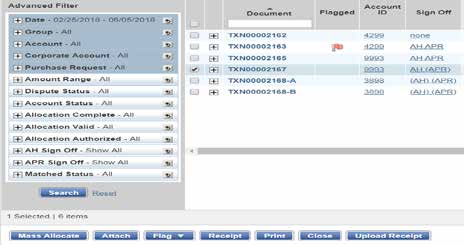 Advanced Filter
Date - 02/25/2018 - 05/05/2018
Group - All
Account - All
Corporate Account - All
Purchase Request - All
Amount Range - All
Dispute Status - All
Account Status - All
Allocation Complete - All
Allocation Valid - All
Allocation Authorized - All
AH Sign Off - Show All
APR Sign Off - Show All
Matched Status - All
Search Reset
Document Flagged Account ID Sign Off
TXN00002162 4299 none
TXN00002163 4299 AH APR
TXN00002165 9993 AH APR
TXN00002167 9993 (AH) (APR)
TXN00002168-A 3898 (AH) (APR)
TXN00002168-B (AH) (APR)
1 Selected | 6 items
Mass Allocate Attach Flag Receipt Print Close Upload Receipt